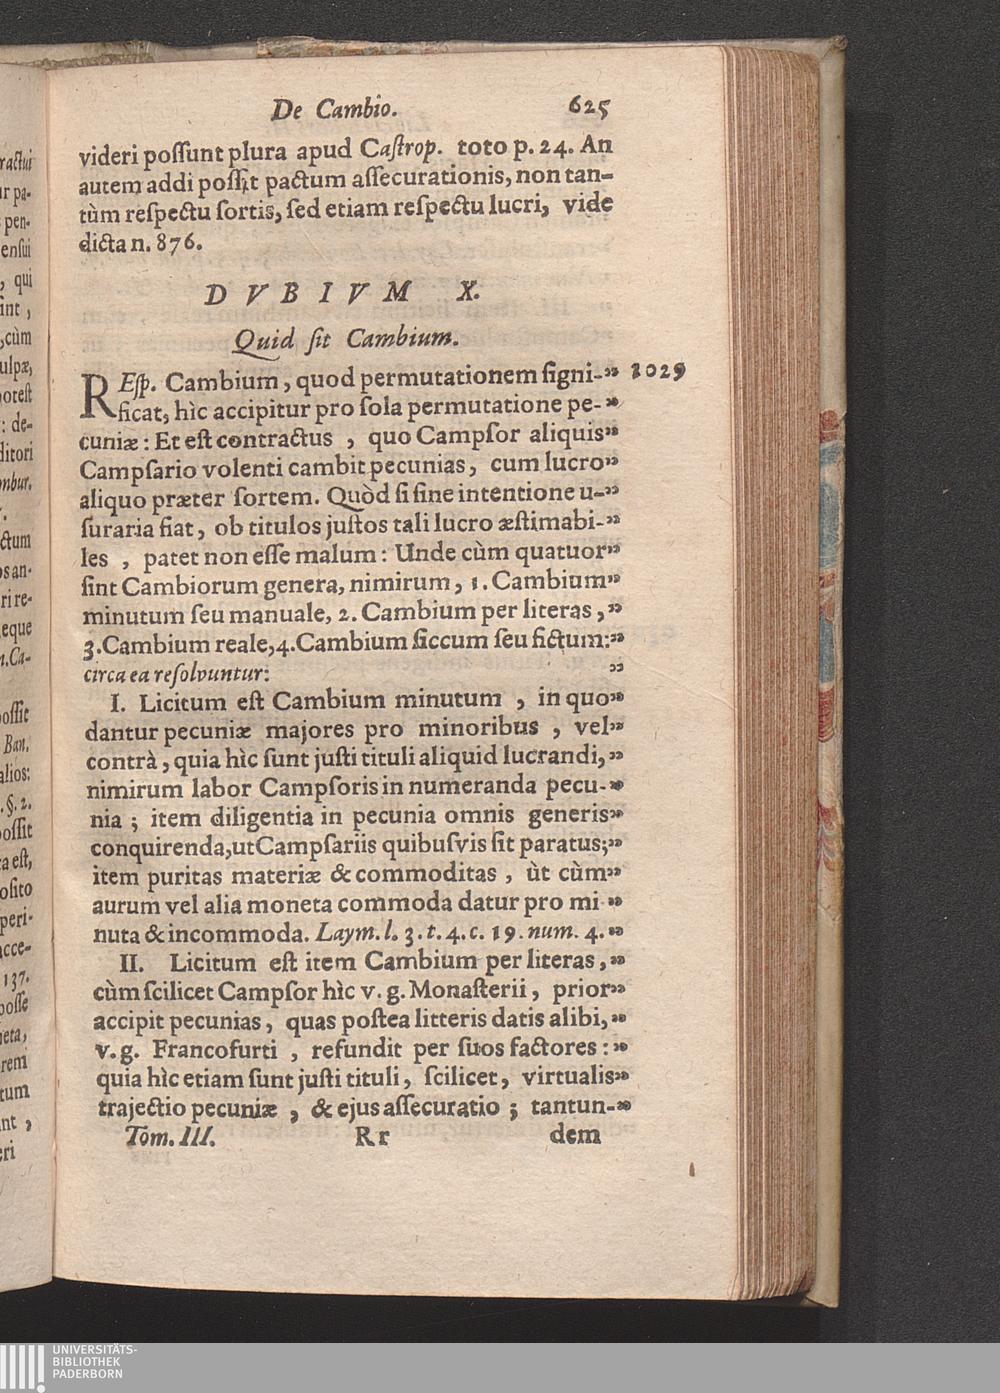 De Cambio. 625
videri poſſunt plura apud Caſtrop. toto p. 24. An
autem addi poſſit pactum aſſecurationis, non tan-
tùm reſpectu ſortis, ſed etiam reſpectu lucri, vide
dicta n. 876.
DVBIVM X.
Quid ſit Cambium.
REſp. Cambium, quod permutationem ſigni-„ 1029
ficat, hìc accipitur pro ſola permutatione pe-„
cuniæ: Et eſt contractus , quo Campſor aliquis„
Campſario volenti cambit pecunias, cum lucro„
aliquo præter ſortem. Quòd ſi ſine intentione u-„
ſuraria fiat, ob titulos juſtos tali lucro æſtimabi-„
les , patet non eſſe malum: Unde cùm quatuor„
ſint Cambiorum genera, nimirum, 1. Cambium„
minutum ſeu manuale, 2. Cambium per literas,„
3. Cambium reale, 4. Cambium ſiccum ſeu fictum:„
circa ea reſolvuntur: „
I. Licitum eſt Cambium minutum , in quo„
dantur pecuniæ majores pro minoribus , vel„
contrà, quia hìc ſunt juſti tituli aliquid lucrandi,„
nimirum labor Campſoris in numeranda pecu-„
nia ; item diligentia in pecunia omnis generis„
conquirenda, ut Campſariis quibuſvis ſit paratus;„
item puritas materiæ & commoditas , ùt cùm„
aurum vel alia moneta commoda datur pro mi-„
nuta & incommoda. Laym. l. 3. t. 4. c. 19. num. 4.„
II. Licitum eſt item Cambium per literas,„
cùm ſcilicet Campſor hìc v. g. Monaſterii, prior„
accipit pecunias, quas poſtea litteris datis alibi,„
v. g. Francofurti , refundit per ſuos factores:„
quia hìc etiam ſunt juſti tituli, ſcilicet, virtualis„
trajectio pecuniæ , & ejus aſſecuratio ; tantun-„
Tom. III. Rr dem
UNIVERSITÄTS-
BIBLIOTHEK
PADERBORN